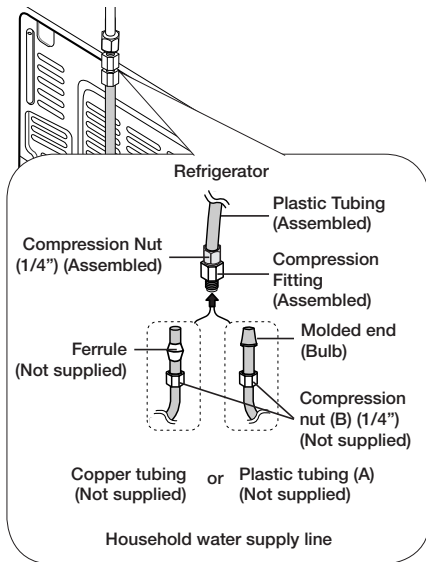 Refrigerator
Plastic Tubing
(Assembled)
Compression Nut
(1/4”) (Assembled)
Compression
Fitting
(Assembled)
Ferrule
(Not supplied)
Molded end
(Bulb)
Compression
nut (B) (1/4”)
(Not supplied)
Copper tubing
(Not supplied)
or
Plastic tubing (A)
(Not supplied)
Household water supply line